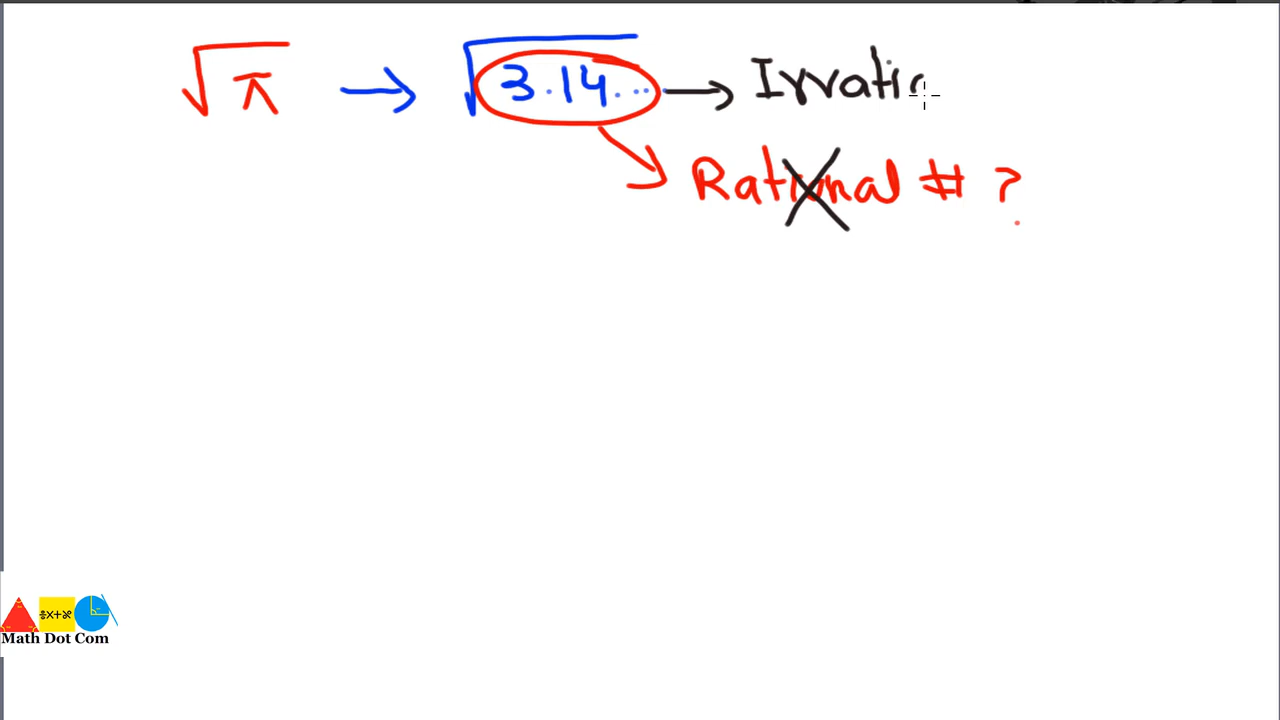 √π → √3.14... → Irratio
Rational # ?
÷x+
Math Dot Com